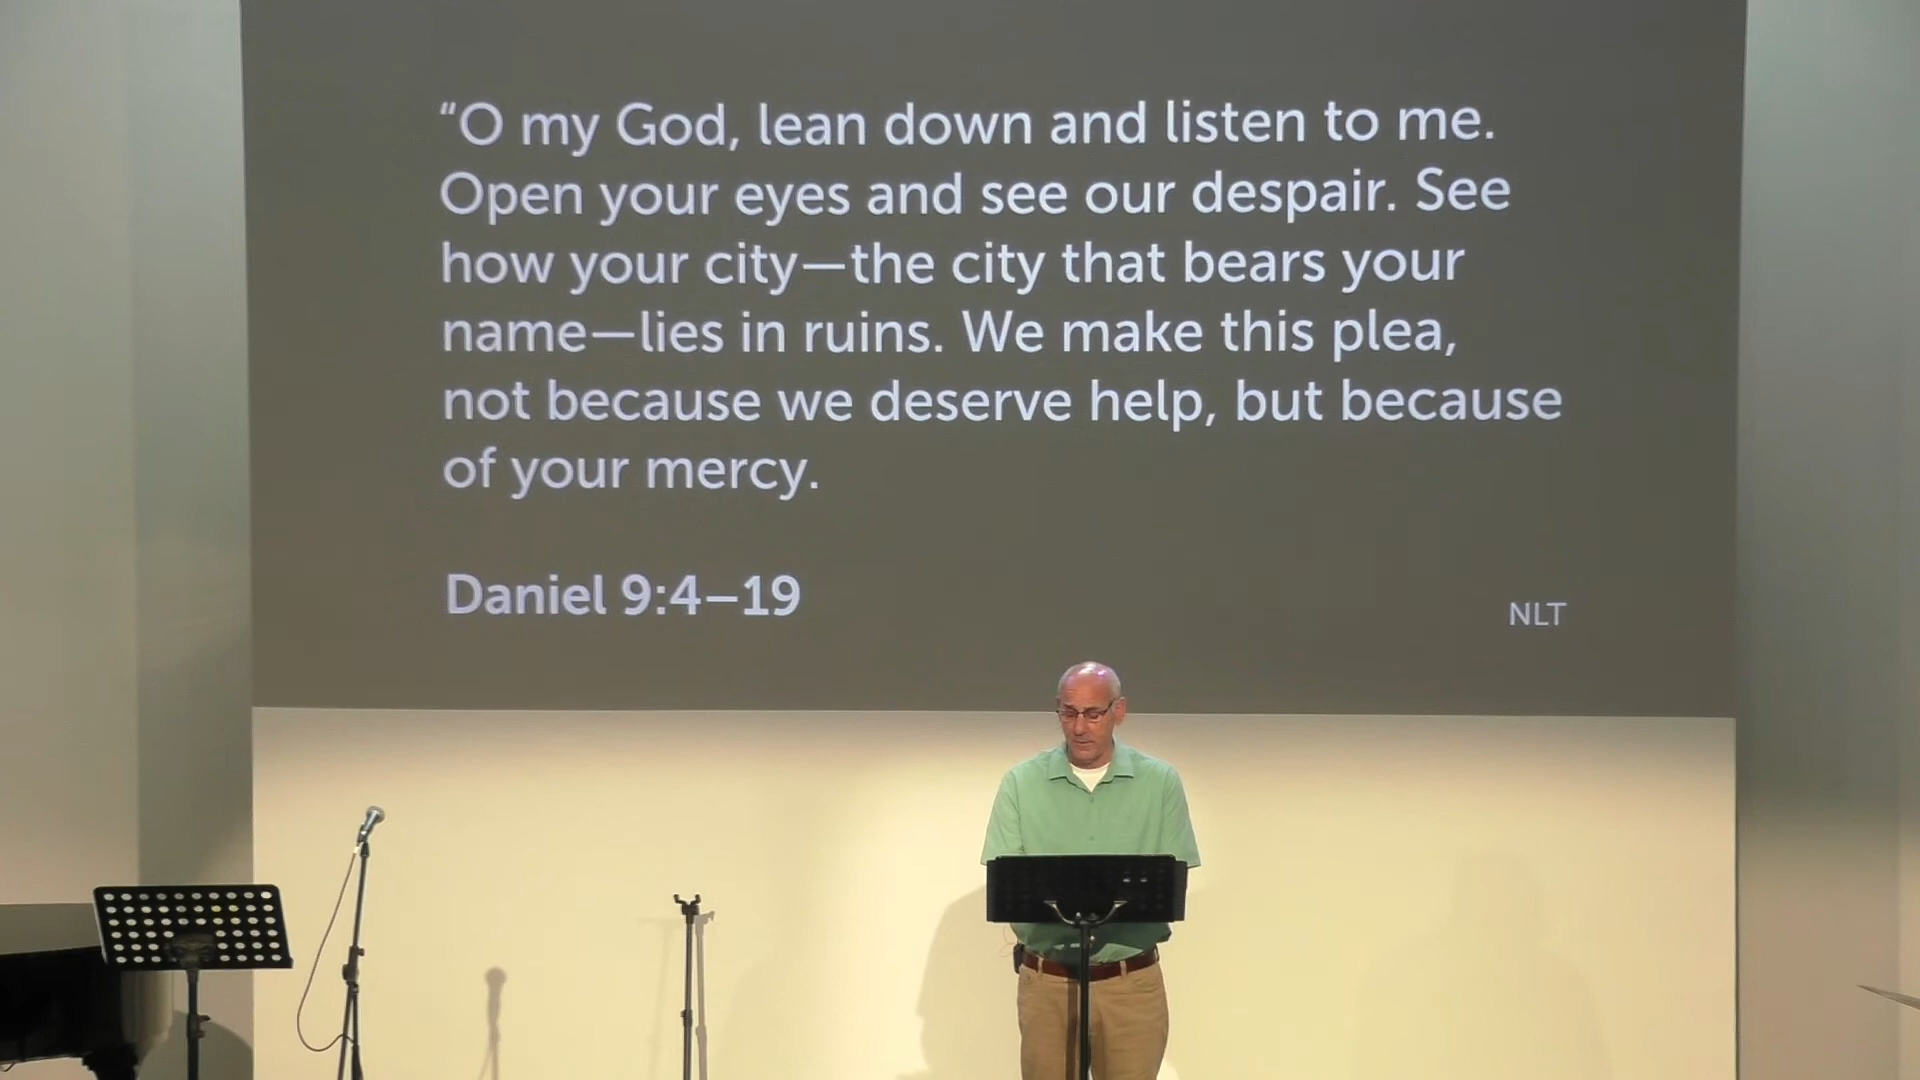 “O my God, lean down and listen to me.
Open your eyes and see our despair. See
how your city—the city that bears your
name—lies in ruins. We make this plea,
not because we deserve help, but because
of your mercy.
Daniel 9:4–19
NLT